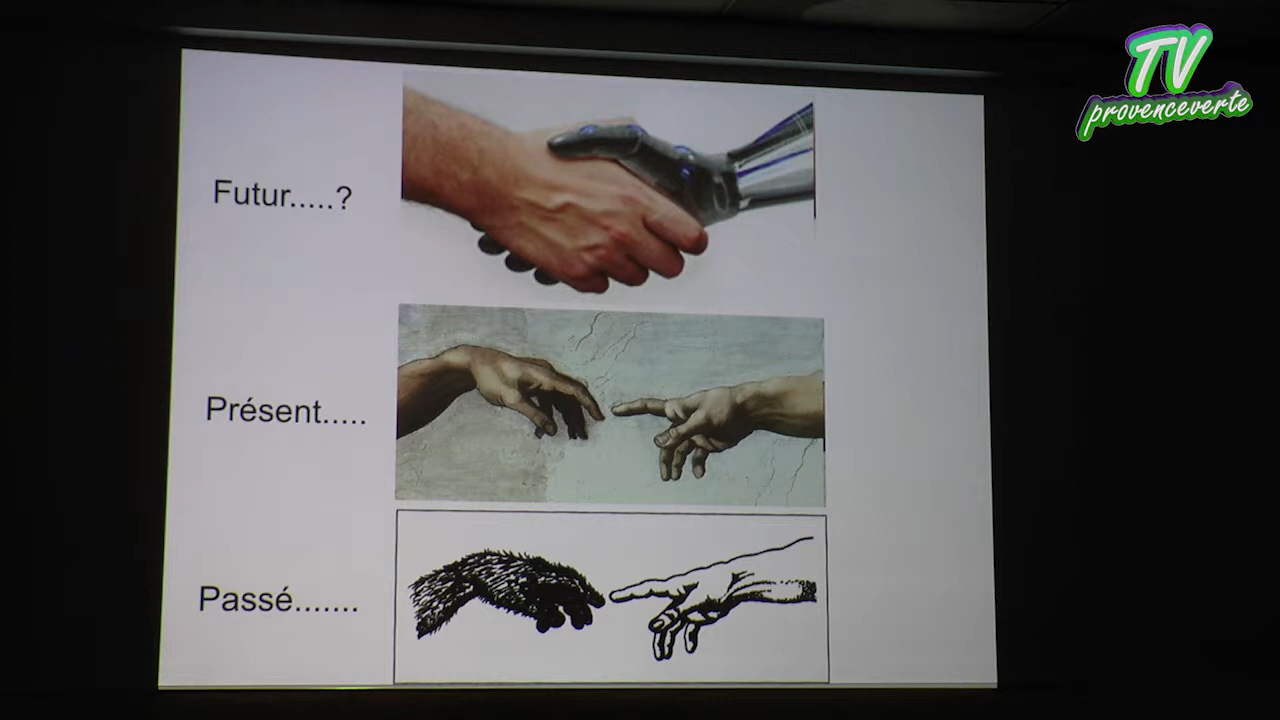 TV
provenceverte
Futur.....?
Présent.....
Passé.......